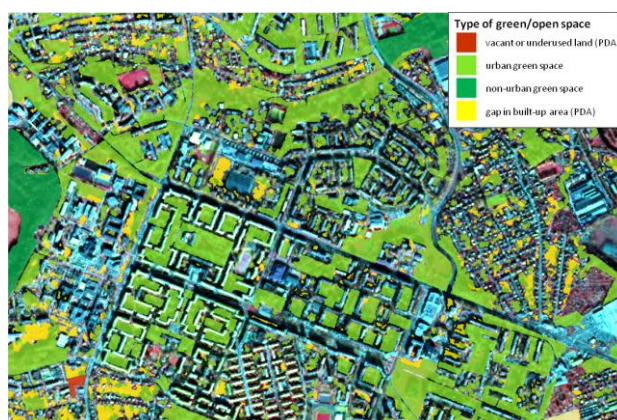 Type of green/open space
vacant or underused land (PDA
urban green space
non-urban green space
gap in built-up area (PDA)